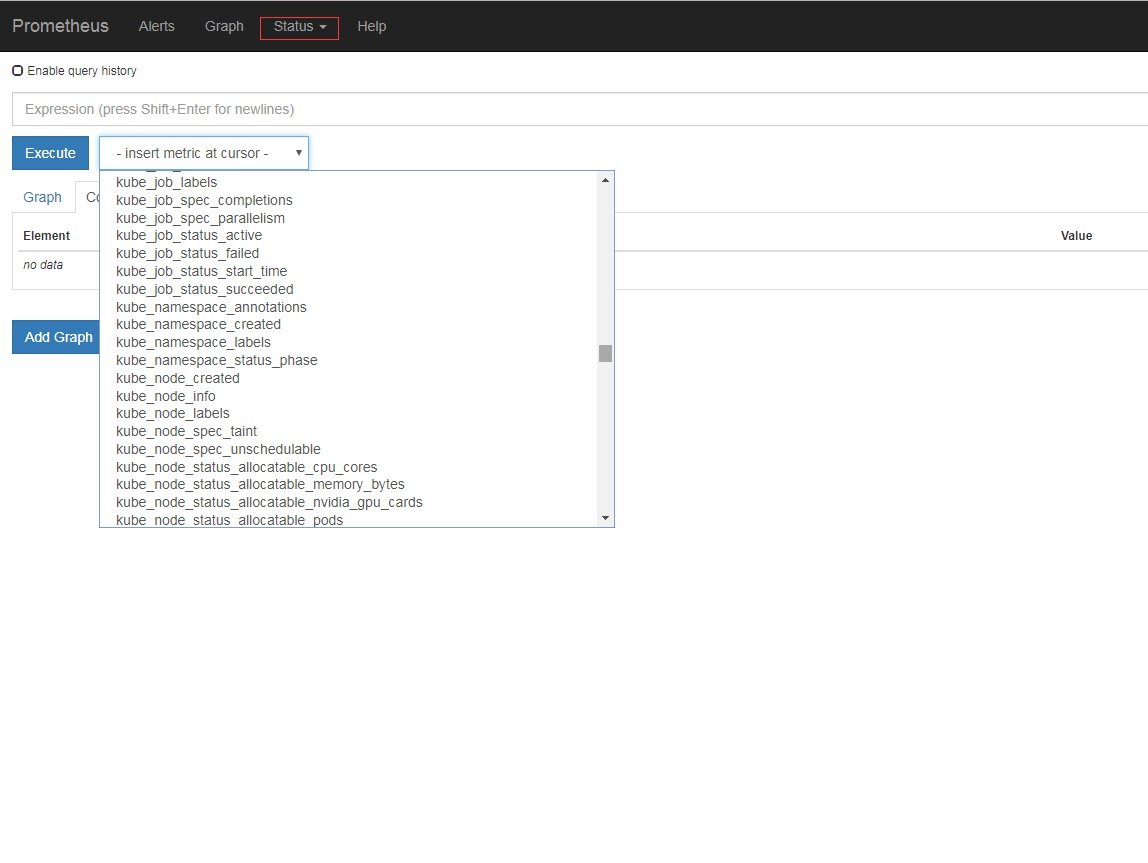 Prometheus Alerts Graph Status Help
Enable query history
Expression (press Shift+Enter for newlines)
Execute - insert metric at cursor -
kube_job_labels
Graph Co
kube_job_spec_completions
kube_job_spec_parallelism
Element kube_job_status_active Value
kube_job_status_failed
no data
kube_job_status_start_time
kube_job_status_succeeded
kube_namespace_annotations
kube_namespace_created
Add Graph
kube_namespace_labels
kube_namespace_status_phase
kube_node_created
kube_node_info
kube_node_labels
kube_node_spec_taint
kube_node_spec_unschedulable
kube_node_status_allocatable_cpu_cores
kube_node_status_allocatable_memory_bytes
kube_node_status_allocatable_nvidia_gpu_cards
kube_node_status_allocatable_pods